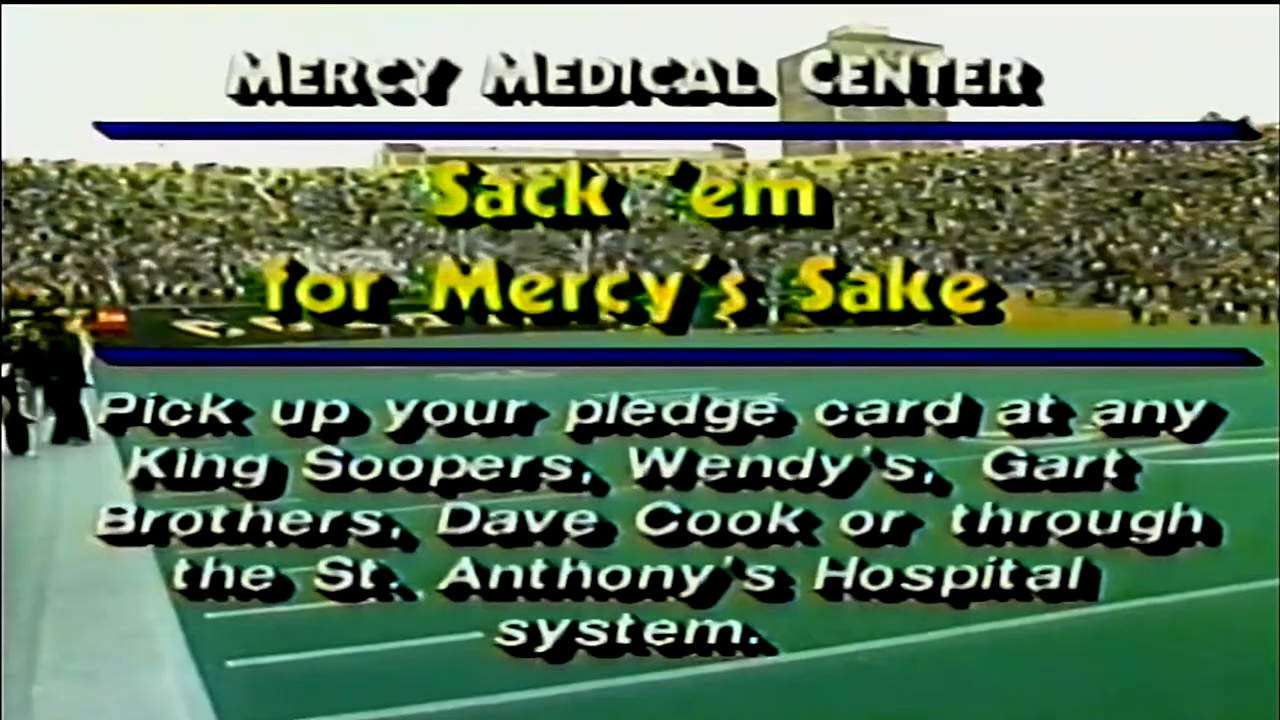 MERCY MEDICAL CENTER
Sack 'em
for Mercy's Sake
Pick up your pledge card at any
King Soopers, Wendy's, Gart
Brothers, Dave Cook or through
the St. Anthony's Hospital
system.